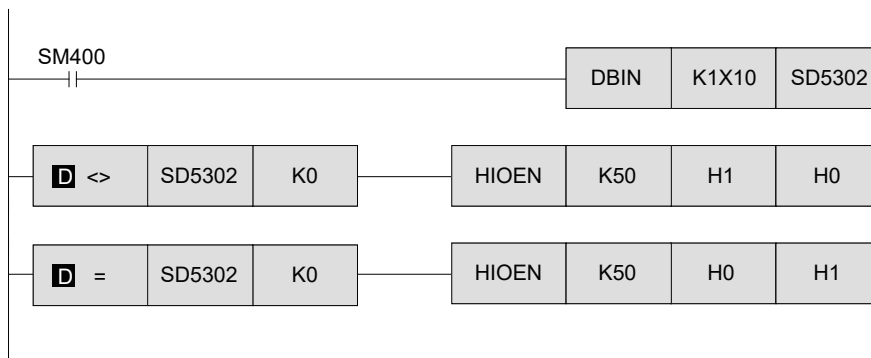 SM400
DBIN K1X10 SD5302
D <> SD5302 K0 HIOEN K50 H1 H0
D = SD5302 K0 HIOEN K50 H0 H1